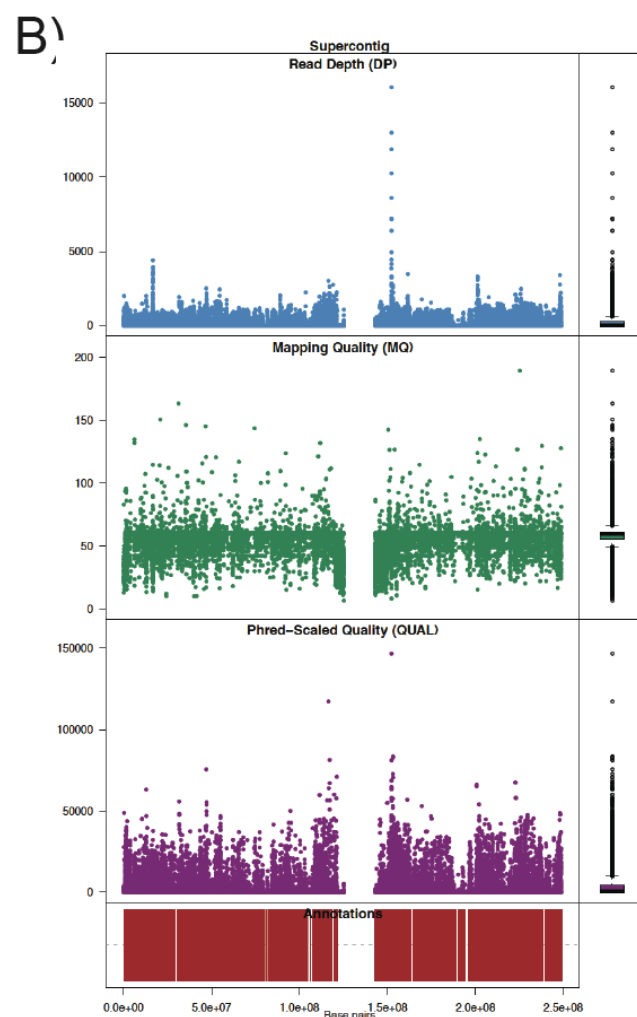 B)
Supercontig
Read Depth (DP)
15000
10000
5000
0
Mapping Quality (MQ)
200
150
100
50
0
Phred−Scaled Quality (QUAL)
150000
100000
50000
0
Annotations
0.0e+00 5.0e+07 1.0e+08 1.5e+08 2.0e+08 2.5e+08
Base pairs